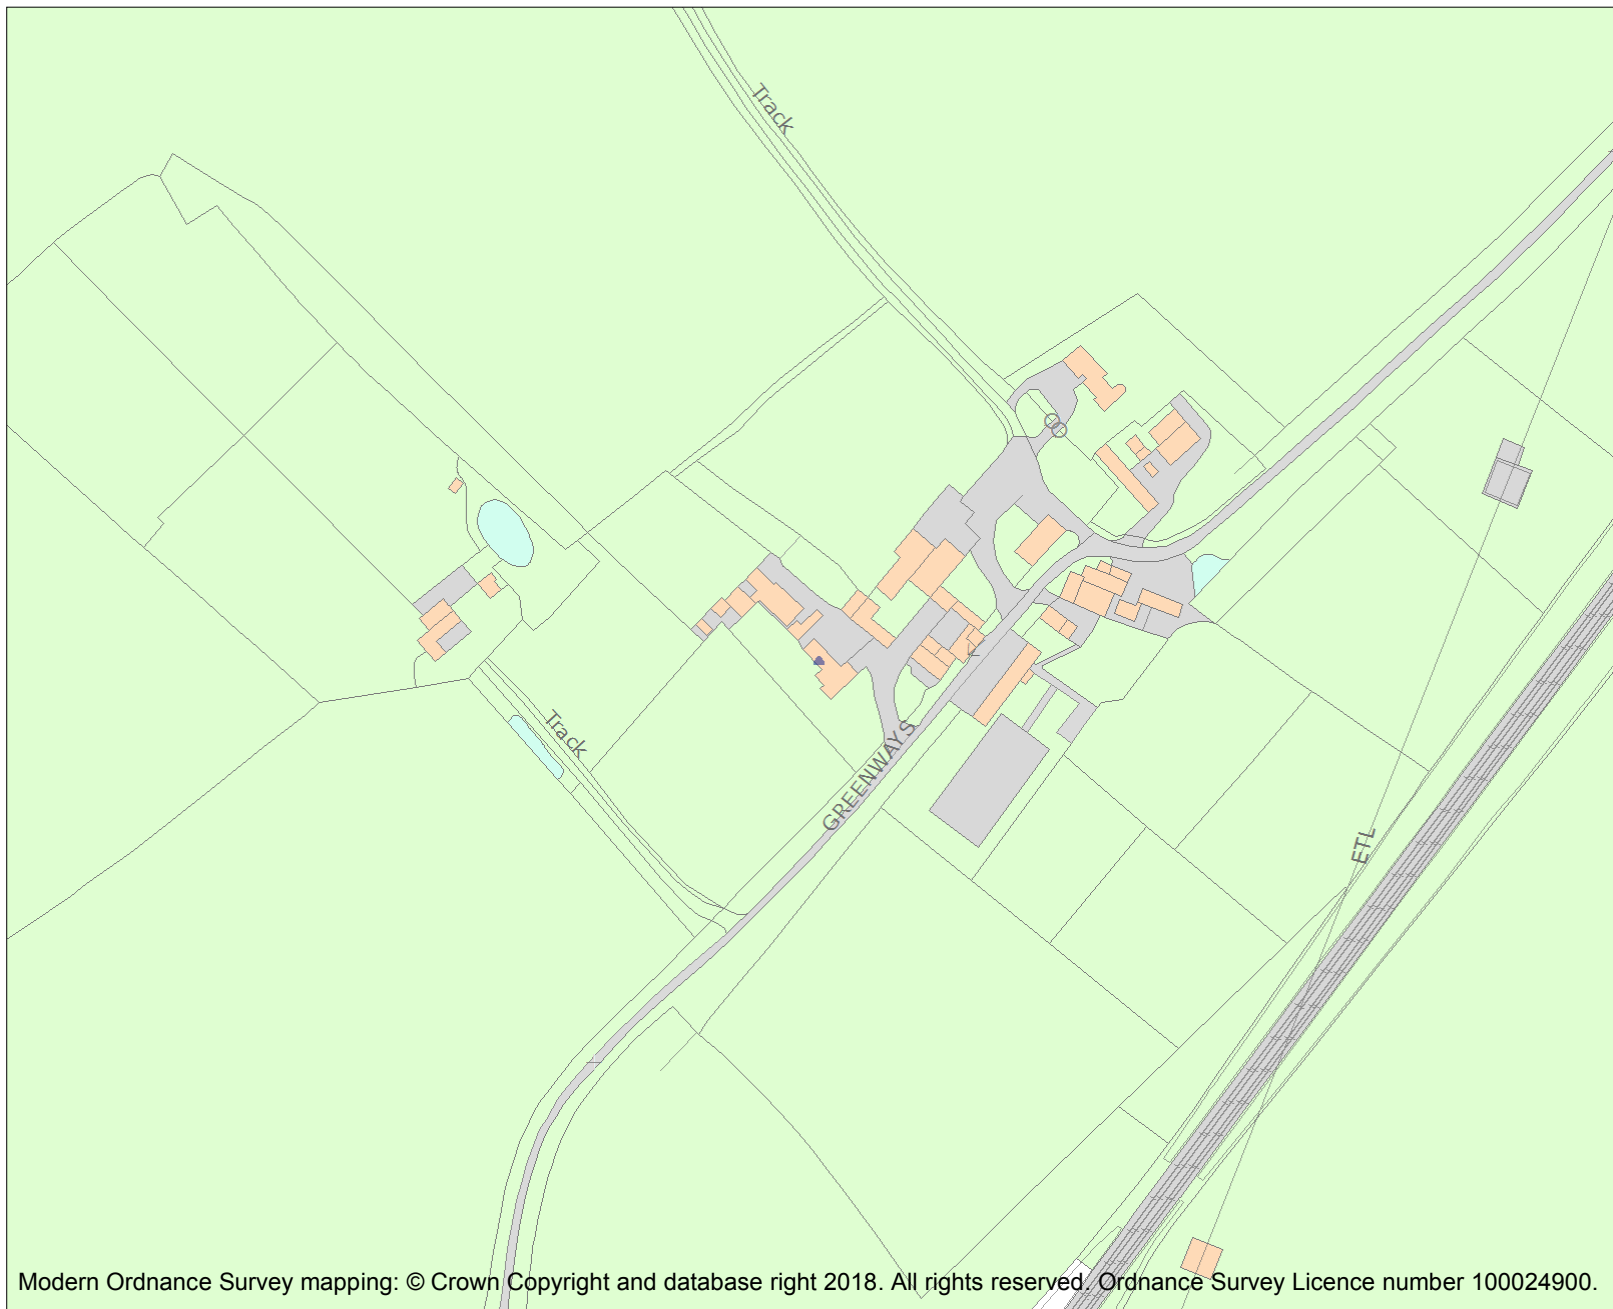 Track
Track
GREENWAYS
ETL
Modern Ordnance Survey mapping: © Crown Copyright and database right 2018. All rights reserved. Ordnance Survey Licence number 100024900.